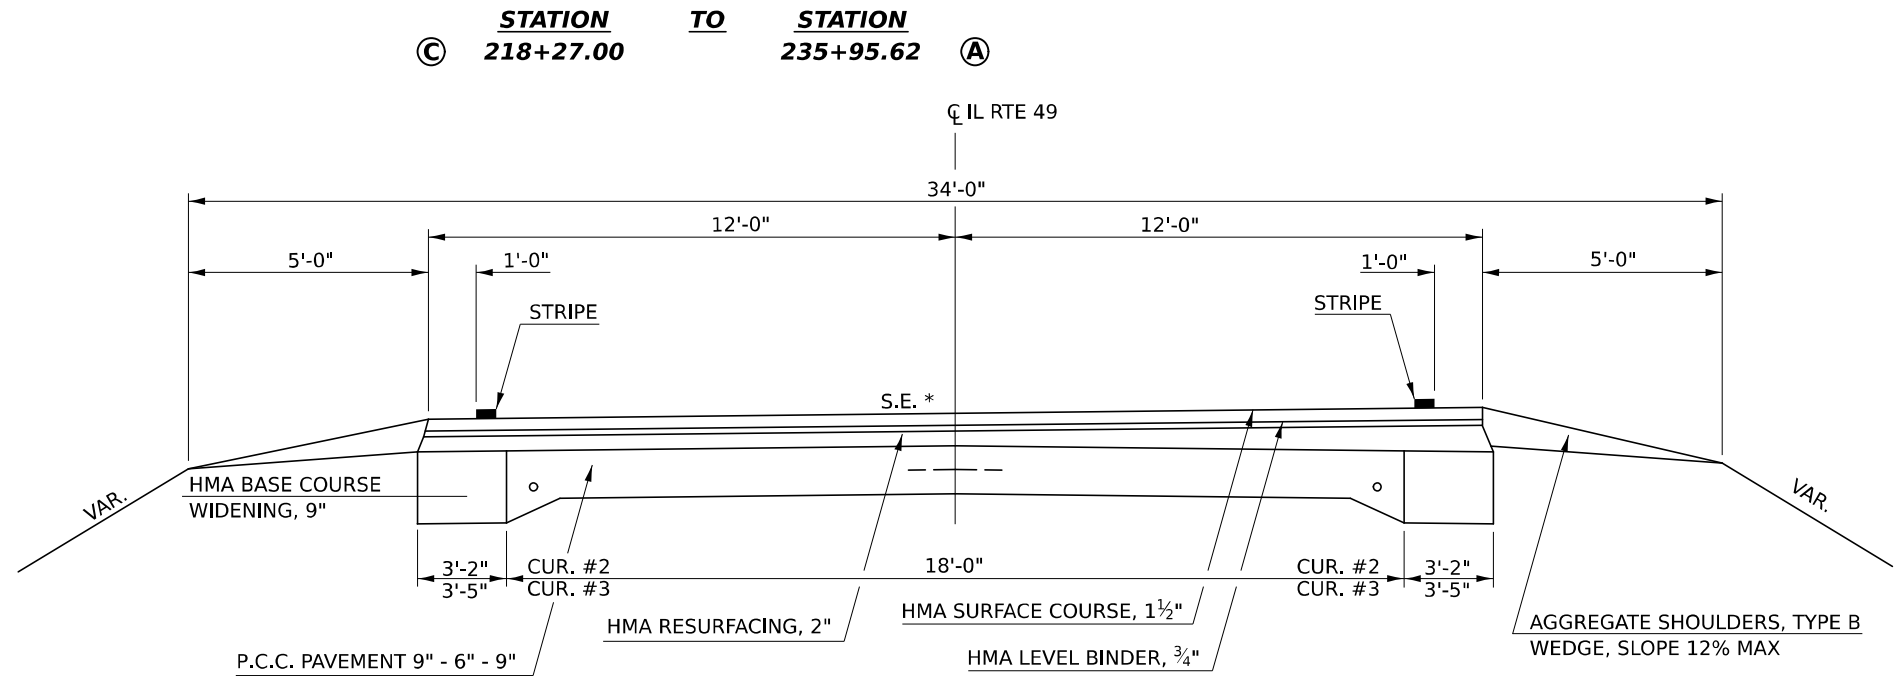 STATION TO STATION
Ⓒ 218+27.00 235+95.62 Ⓐ
℄ IL RTE 49
34'-0"
12'-0" 12'-0"
5'-0" 1'-0" 1'-0" 5'-0"
STRIPE STRIPE
S.E. *
VAR. HMA BASE COURSE
WIDENING, 9"
VAR.
3'-2" CUR. #2 18'-0" CUR. #2 3'-2"
3'-5" CUR. #3 CUR. #3 3'-5"
HMA RESURFACING, 2"
HMA SURFACE COURSE, 1½"
AGGREGATE SHOULDERS, TYPE B
WEDGE, SLOPE 12% MAX
P.C.C. PAVEMENT 9" - 6" - 9"
HMA LEVEL BINDER, ¾"